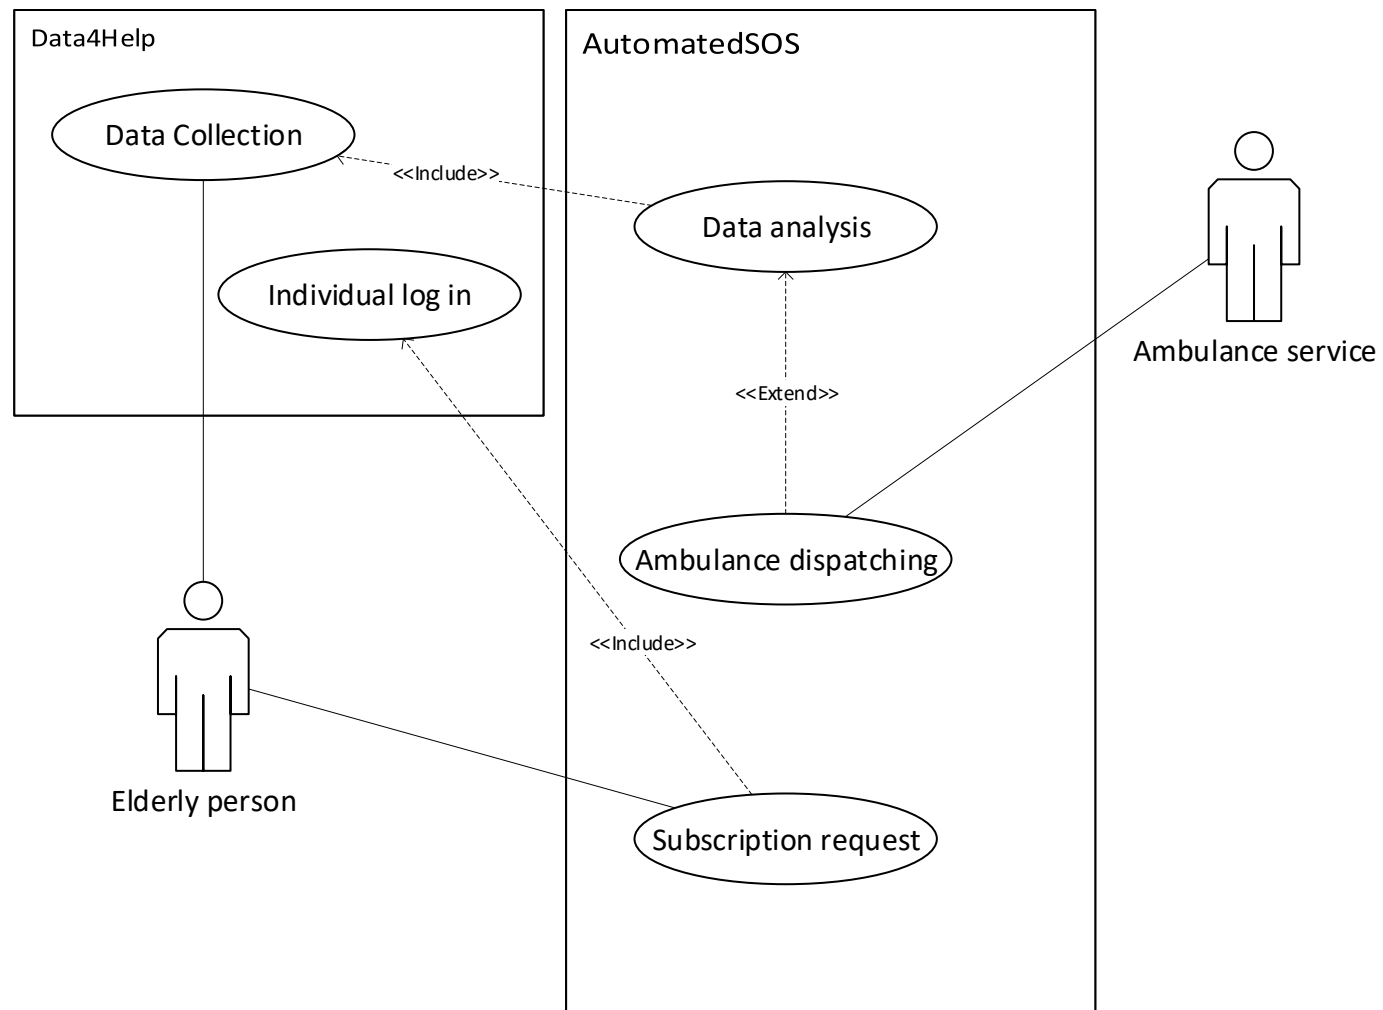 Data4Help
AutomatedSOS
Data Collection
<<Include>>
Data analysis
Individual log in
Ambulance service
<<Extend>>
Ambulance dispatching
<<Include>>
Elderly person
Subscription request